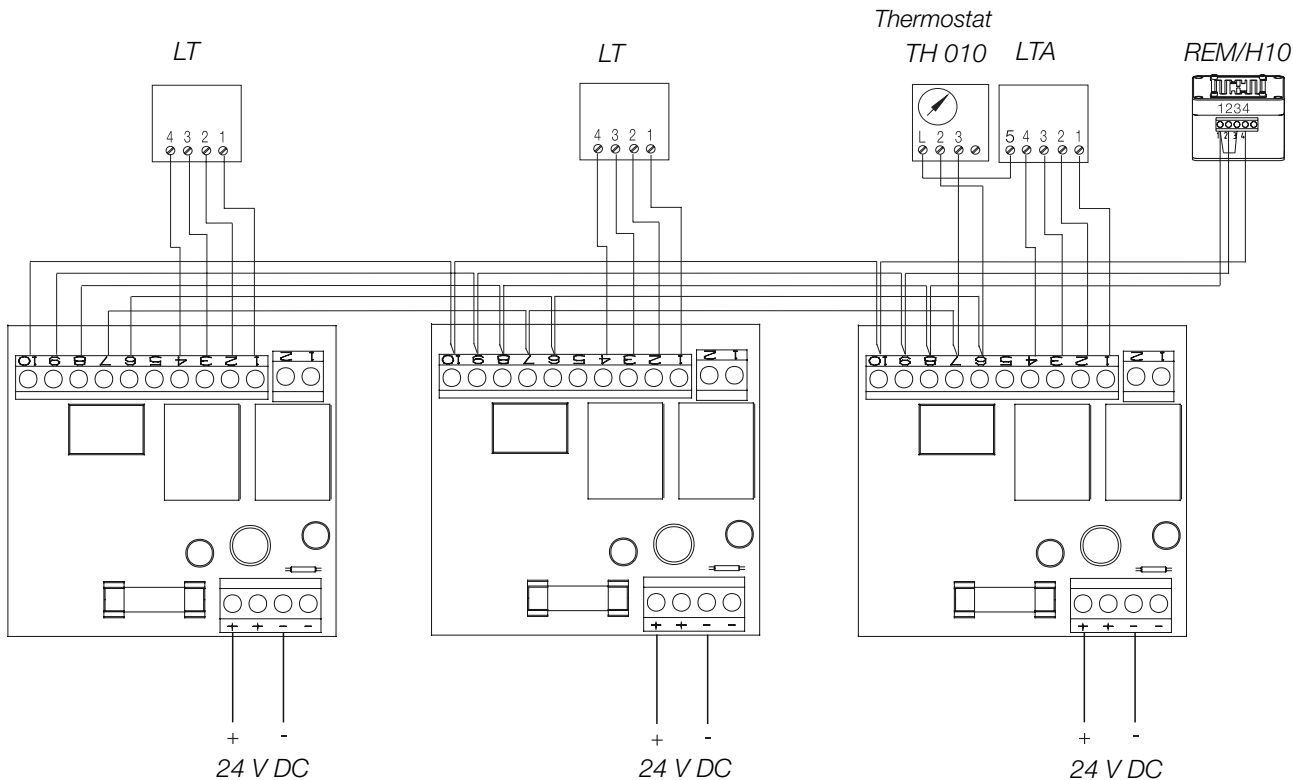 Thermostat
LT LT TH 010 LTA REM/H10
1234
4 3 2 1 4 3 2 1 L 2 3 5 4 3 2 1 1 2 3 4
10 9 8 7 6 5 4 3 2 1 2 1 10 9 8 7 6 5 4 3 2 1 2 1 10 9 8 7 6 5 4 3 2 1 2 1
+ + - - + + - - + + - -
+ - + - + -
24 V DC 24 V DC 24 V DC